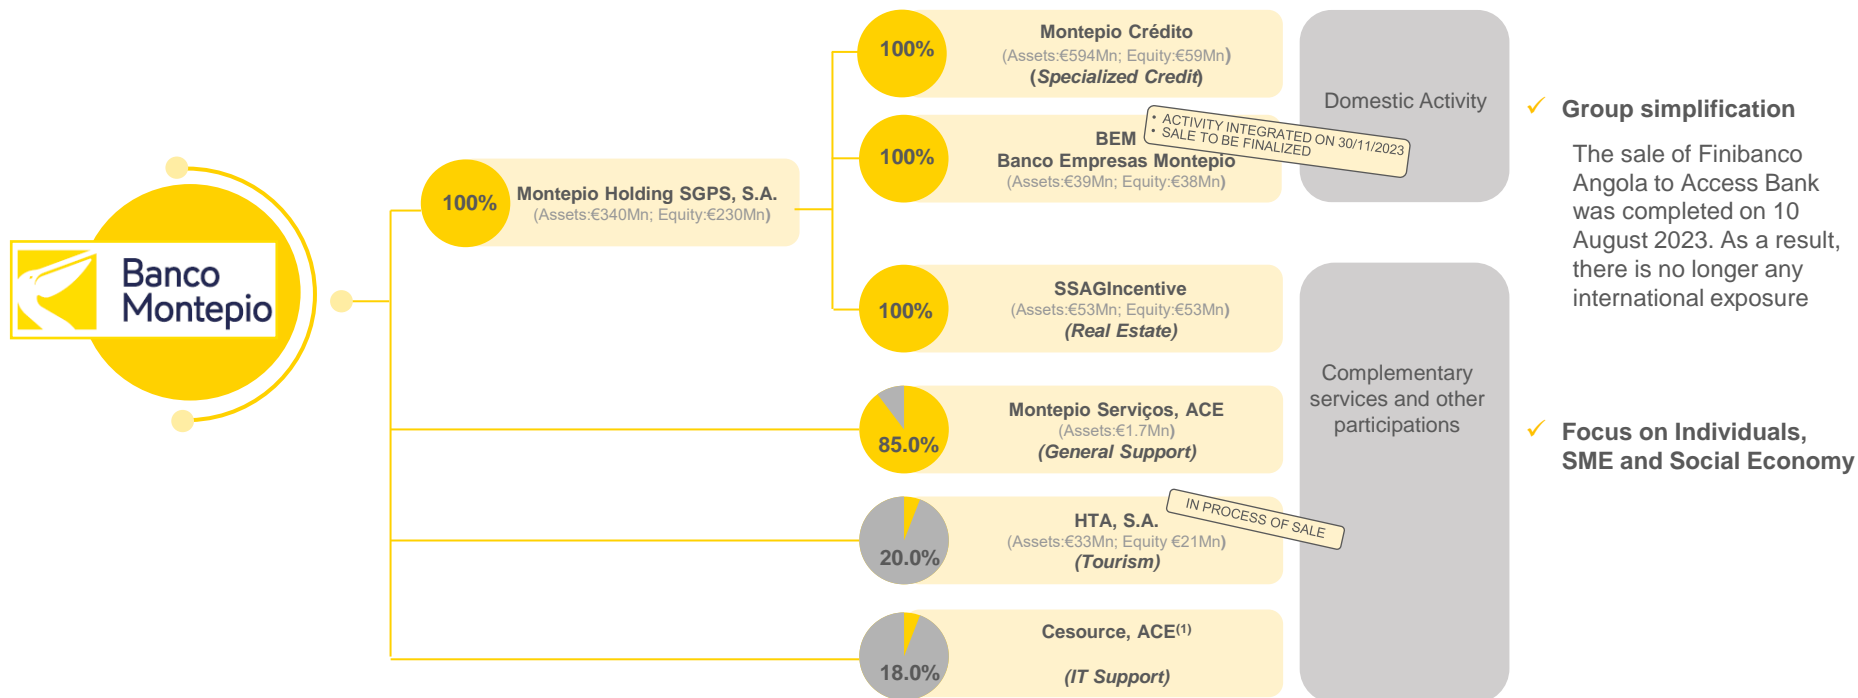 Banco
Montepio
100%
Montepio Holding SGPS, S.A.
(Assets:€340Mn; Equity:€230Mn)
100%
Montepio Crédito
(Assets:€594Mn; Equity:€59Mn)
(Specialized Credit)
100%
BEM
Banco Empresas Montepio
(Assets:€39Mn; Equity:€38Mn)
• ACTIVITY INTEGRATED ON 30/11/2023
• SALE TO BE FINALIZED
100%
SSAGIncentive
(Assets:€53Mn; Equity:€53Mn)
(Real Estate)
85.0%
Montepio Serviços, ACE
(Assets:€1.7Mn)
(General Support)
20.0%
HTA, S.A.
(Assets:€33Mn; Equity €21Mn)
(Tourism)
IN PROCESS OF SALE
18.0%
Cesource, ACE(1)
(IT Support)
Domestic Activity
Complementary
services and other
participations
✓ Group simplification
The sale of Finibanco
Angola to Access Bank
was completed on 10
August 2023. As a result,
there is no longer any
international exposure
✓ Focus on Individuals,
SME and Social Economy